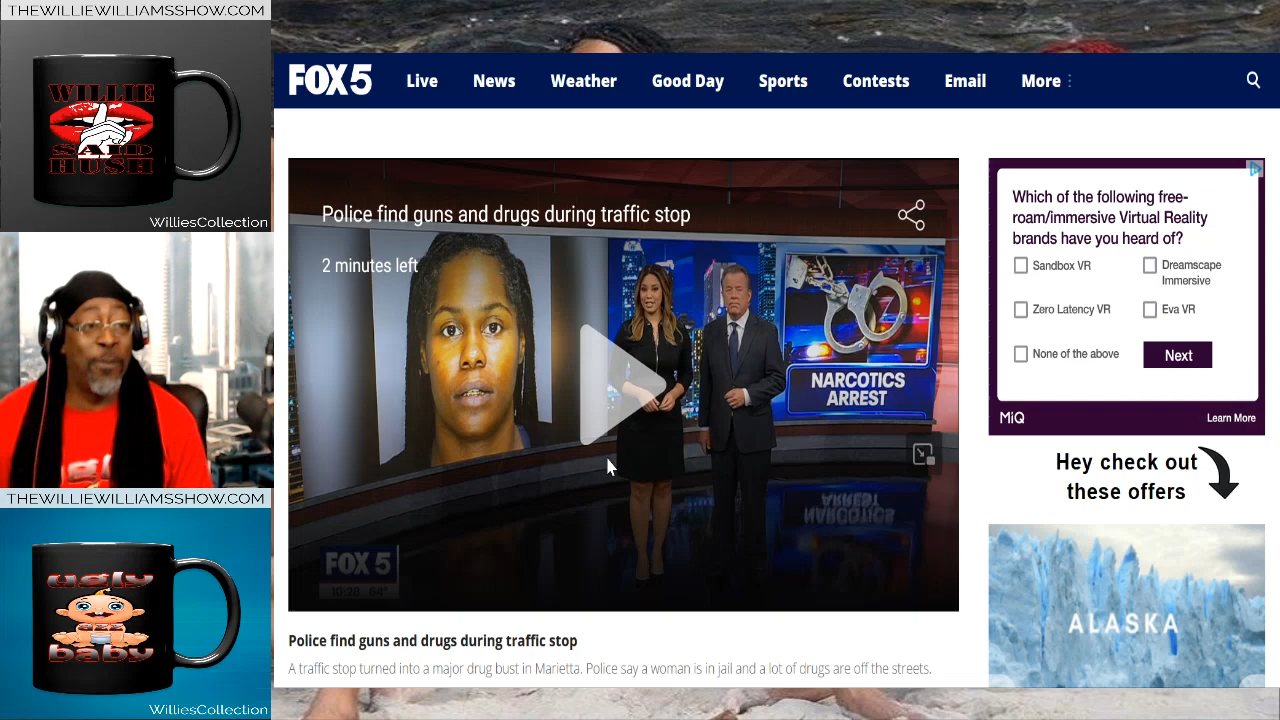 THEWILLIEWILLIAMSSHOW.COM
WILLIE
SAID
HUSH
WilliesCollection
THEWILLIEWILLIAMSSHOW.COM
ugly
baby
WilliesCollection
FOX 5
Live
News
Weather
Good Day
Sports
Contests
Email
More
Police find guns and drugs during traffic stop
2 minutes left
NARCOTICS
ARREST
FOX 5
10:28 64°
Police find guns and drugs during traffic stop
A traffic stop turned into a major drug bust in Marietta. Police say a woman is in jail and a lot of drugs are off the streets.
Which of the following free-
roam/immersive Virtual Reality
brands have you heard of?
Sandbox VR
Dreamscape
Immersive
Zero Latency VR
Eva VR
None of the above
Next
MiQ
Learn More
Hey check out
these offers
ALASKA